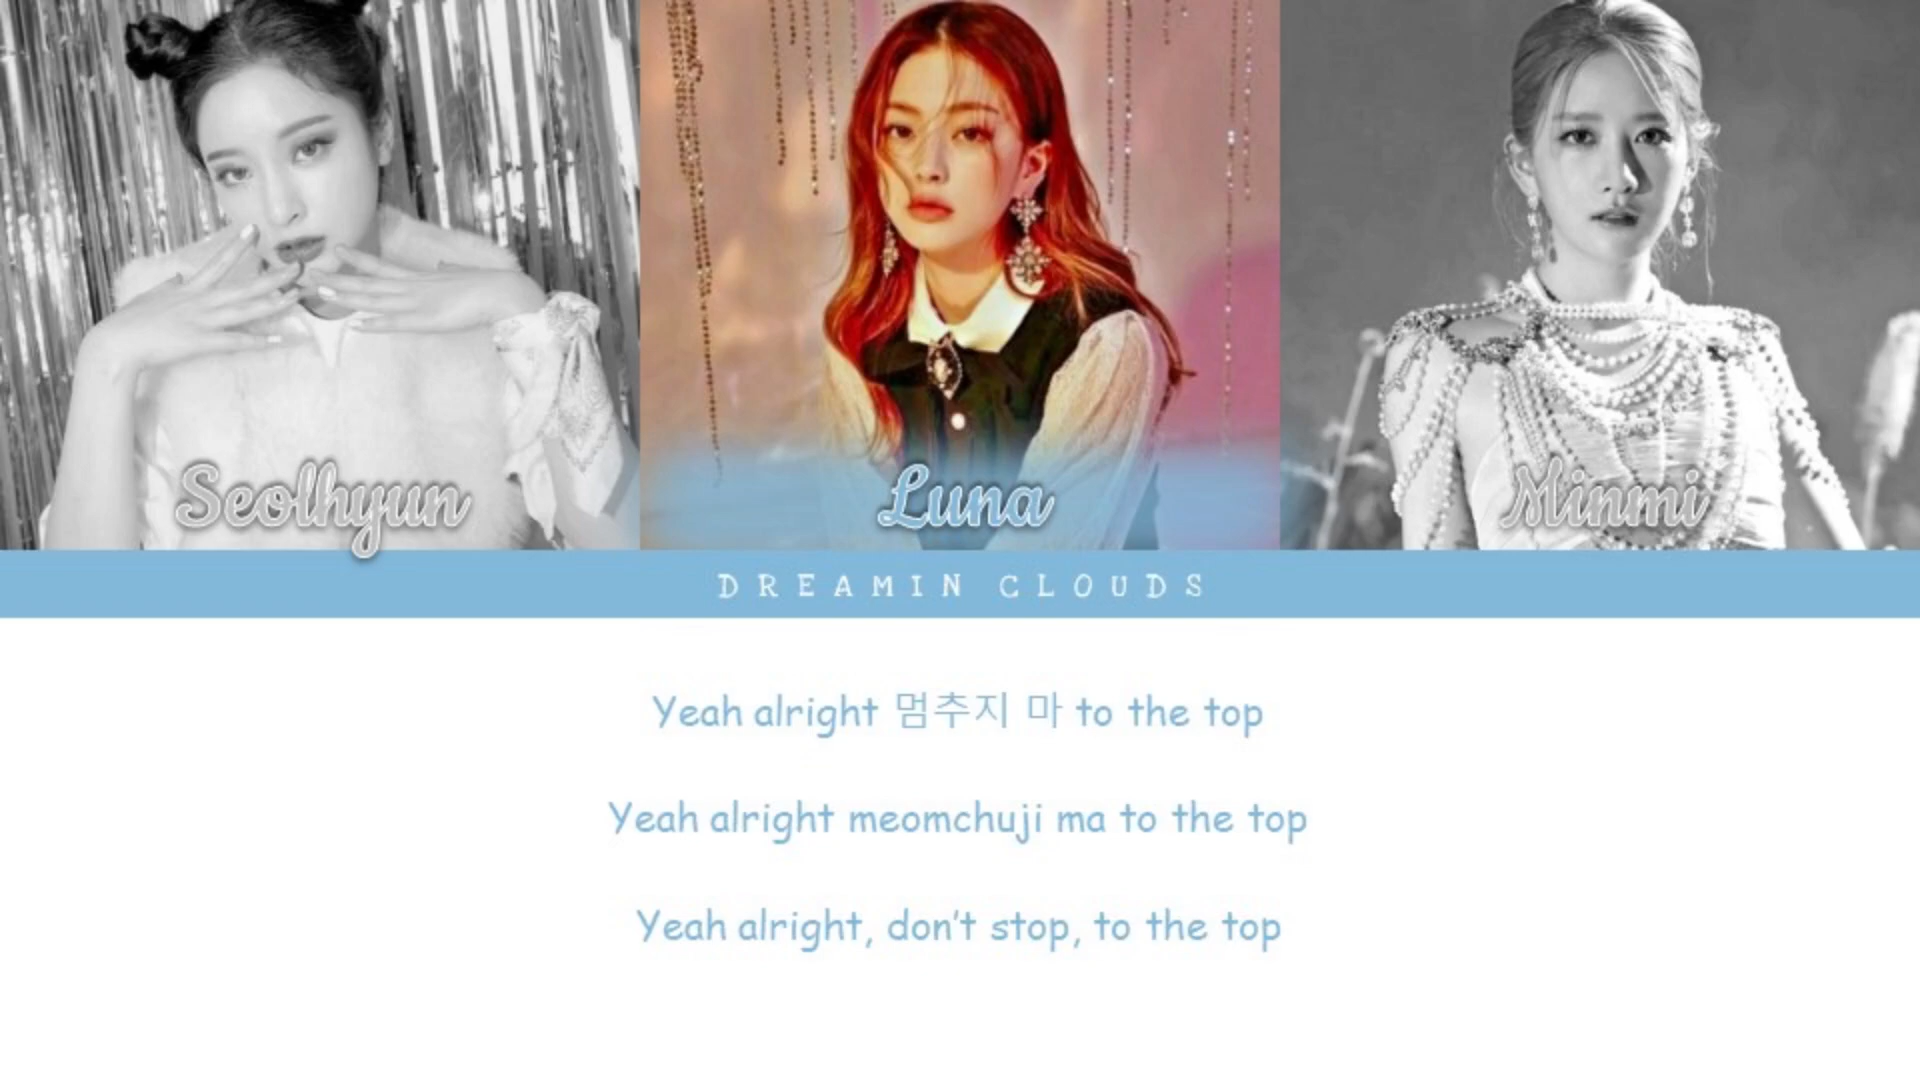 Seolhyun
Luna
Minmi
DREAMIN CLOUDS
Yeah alright 멈추지 마 to the top
Yeah alright meomchuji ma to the top
Yeah alright, don't stop, to the top